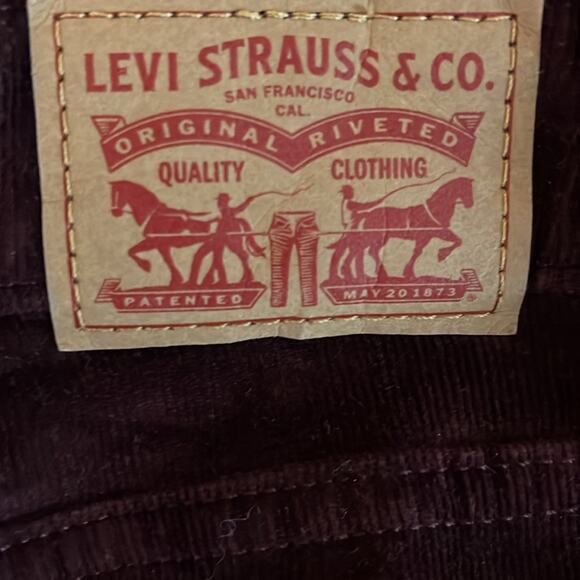 LEVI STRAUSS & CO.
SAN FRANCISCO
CAL.
ORIGINAL RIVETED
QUALITY CLOTHING
PATENTED MAY 20 1873
®